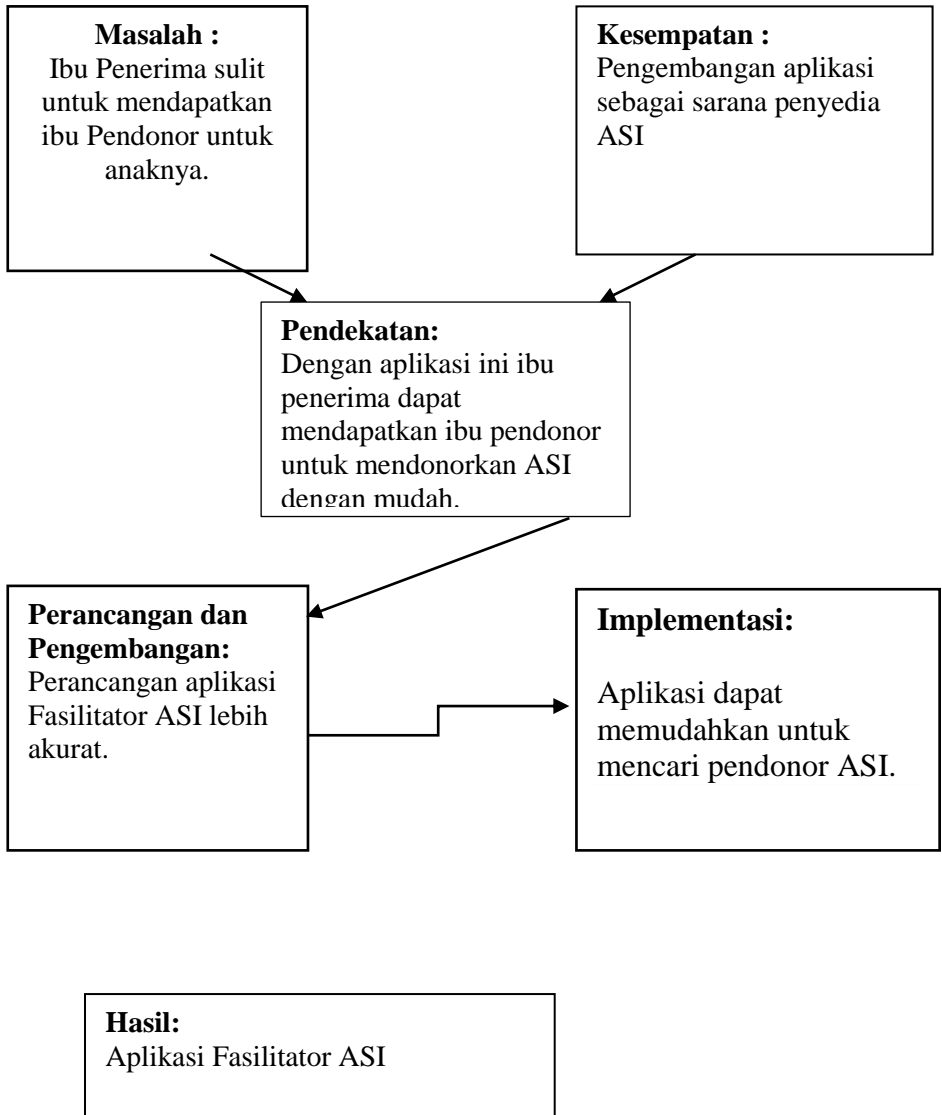 Masalah :
Ibu Penerima sulit
untuk mendapatkan
ibu Pendonor untuk
anaknya.
Kesempatan :
Pengembangan aplikasi
sebagai sarana penyedia
ASI
Pendekatan:
Dengan aplikasi ini ibu
penerima dapat
mendapatkan ibu pendonor
untuk mendonorkan ASI
dengan mudah.
Perancangan dan
Pengembangan:
Perancangan aplikasi
Fasilitator ASI lebih
akurat.
Implementasi:
Aplikasi dapat
memudahkan untuk
mencari pendonor ASI.
Hasil:
Aplikasi Fasilitator ASI